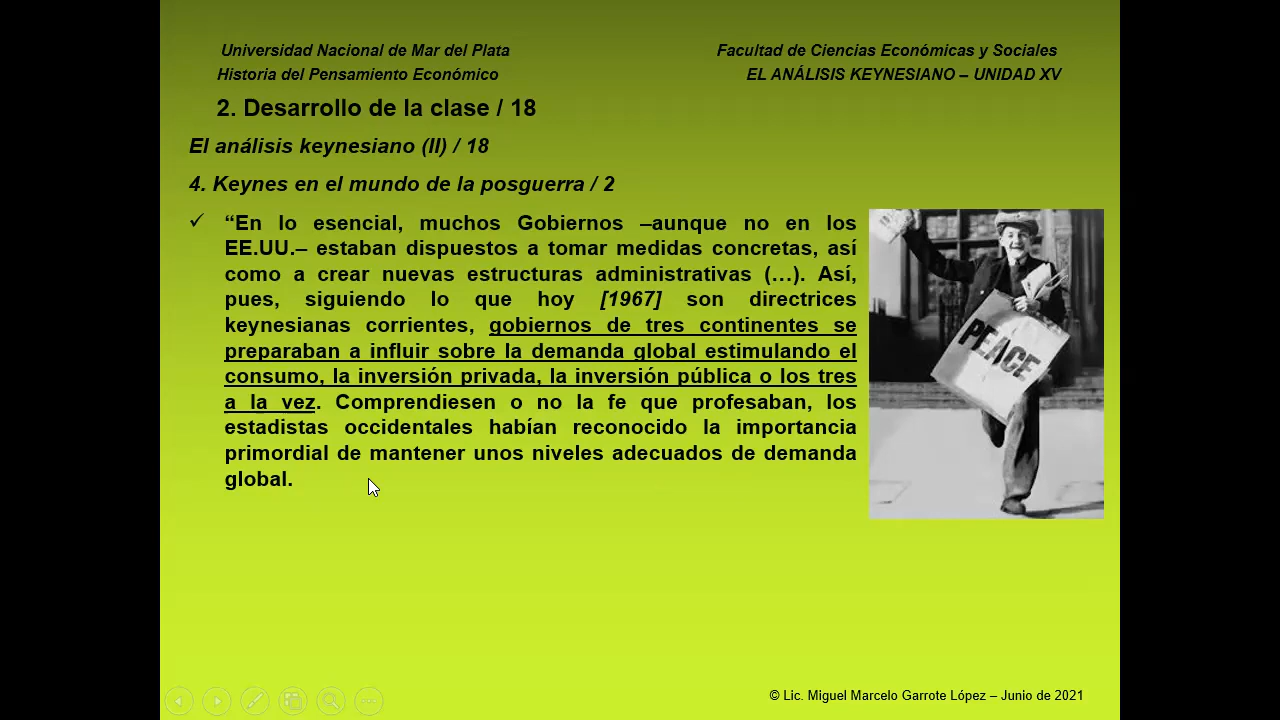 Universidad Nacional de Mar del Plata
Facultad de Ciencias Económicas y Sociales
Historia del Pensamiento Económico
EL ANÁLISIS KEYNESIANO – UNIDAD XV
2. Desarrollo de la clase / 18
El análisis keynesiano (II) / 18
4. Keynes en el mundo de la posguerra / 2
✓ “En lo esencial, muchos Gobiernos –aunque no en los
EE.UU.– estaban dispuestos a tomar medidas concretas, así
como a crear nuevas estructuras administrativas (…). Así,
pues, siguiendo lo que hoy [1967] son directrices
keynesianas corrientes, gobiernos de tres continentes se
preparaban a influir sobre la demanda global estimulando el
consumo, la inversión privada, la inversión pública o los tres
a la vez. Comprendiesen o no la fe que profesaban, los
estadistas occidentales habían reconocido la importancia
primordial de mantener unos niveles adecuados de demanda
global.
PEACE
© Lic. Miguel Marcelo Garrote López – Junio de 2021